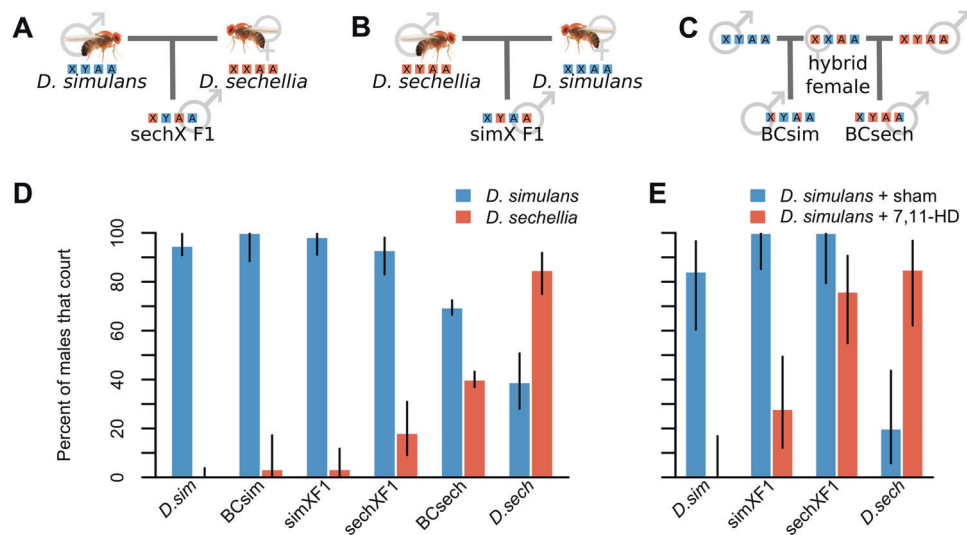 A
X Y A A
X X A A
D. simulans
D. sechellia
X Y A A
sechX F1
B
X Y A A
X X A A
D. sechellia
D. simulans
X Y A A
simX F1
C
X Y A A
X X A A
X Y A A
hybrid
female
X Y A A
X Y A A
BCsim
BCsech
D
D. simulans
D. sechellia
Percent of males that court
100
80
60
40
20
0
D.sim
BCsim
simXF1
sechXF1
BCsech
D.sech
E
D. simulans + sham
D. simulans + 7,11-HD
D.sim
simXF1
sechXF1
D.sech